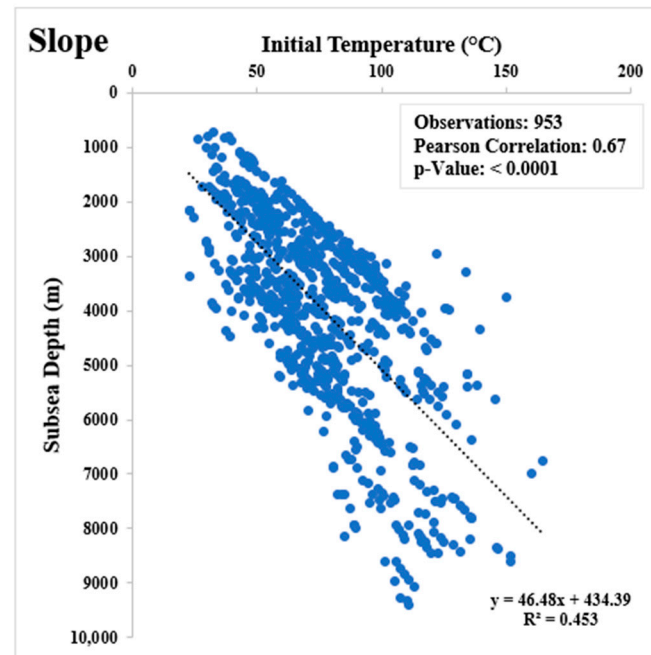 Slope
Initial Temperature (°C)
0 50 100 150 200
0
1000
2000
3000
4000
5000
6000
7000
8000
9000
10,000
Subsea Depth (m)
Observations: 953
Pearson Correlation: 0.67
p-Value: < 0.0001
y = 46.48x + 434.39
R² = 0.453